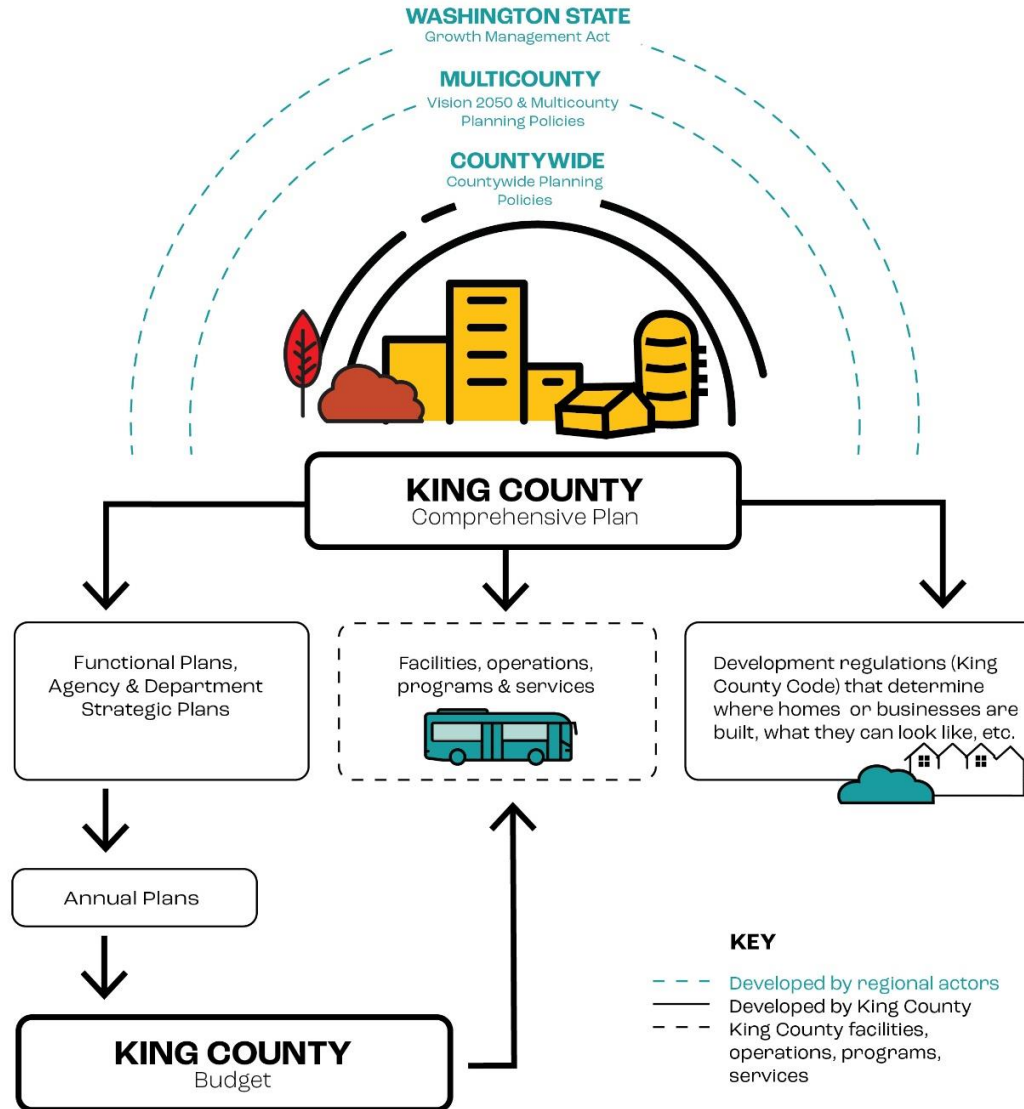 WASHINGTON STATE
Growth Management Act
MULTICOUNTY
Vision 2050 & Multicounty
Planning Policies
COUNTYWIDE
Countywide Planning
Policies
KING COUNTY
Comprehensive Plan
Functional Plans,
Agency & Department
Strategic Plans
Facilities, operations,
programs & services
Development regulations (King
County Code) that determine
where homes or businesses are
built, what they can look like, etc.
Annual Plans
KING COUNTY
Budget
KEY
Developed by regional actors
Developed by King County
King County facilities,
operations, programs,
services